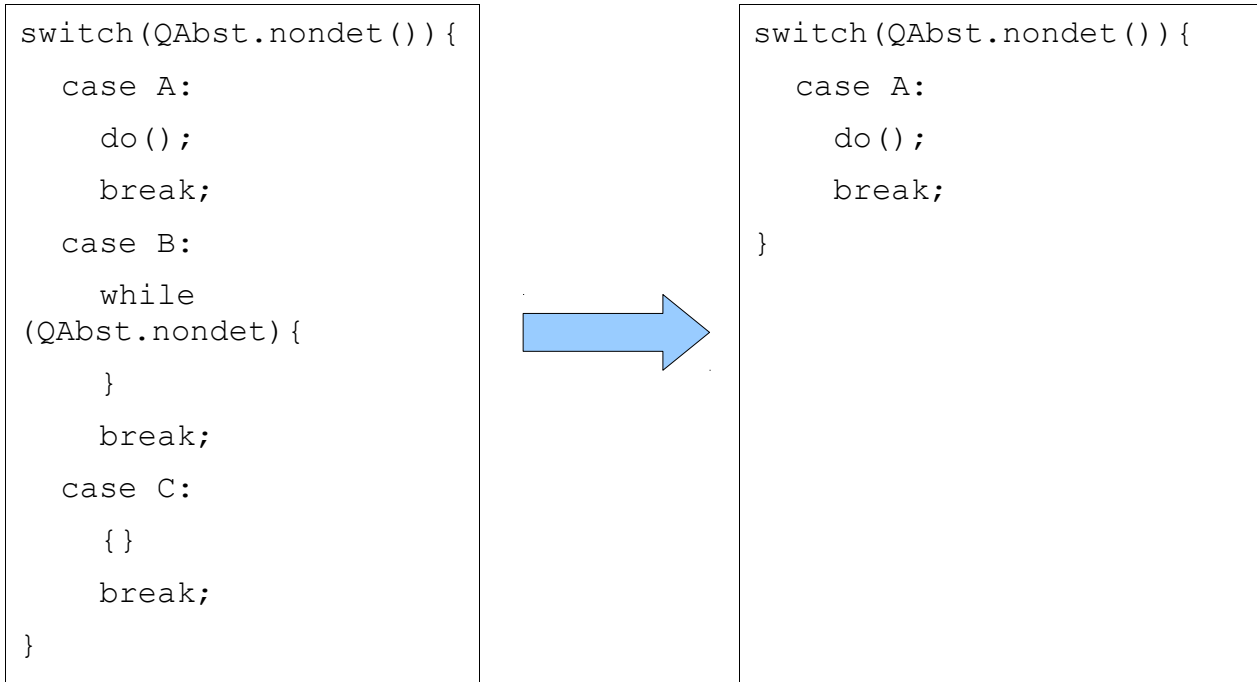 switch(QAbst.nondet()){
case A:
do();
break;
case B:
while
(QAbst.nondet){
}
break;
case C:
{}
break;
}
switch(QAbst.nondet()){
case A:
do();
break;
}